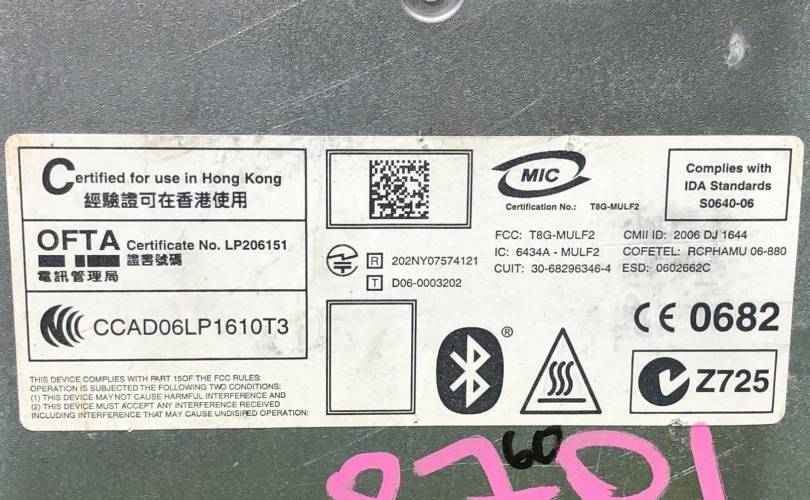 Certified for use in Hong Kong
經驗證可在香港使用
OFTA Certificate No. LP206151
電訊管理局 證書號碼
CCAD06LP1610T3
THIS DEVICE COMPLIES WITH PART 15OF THE FCC RULES:
OPERATION IS SUBJECTED THE FOLLOWING TWO CONDITIONS:
(1) THIS DEVICE MAY NOT CAUSE HARMFUL INTERFERENCE AND
(2) THIS DEVICE MUST ACCEPT ANY INTERFERENCE RECEIVED
INCLUDING INTERFERENCE THAT MAY CAUSE UNDISIRED OPERATION:
R 202NY07574121
T D06-0003202
MIC
Certification No.: T8G-MULF2
Complies with
IDA Standards
S0640-06
FCC: T8G-MULF2 CMII ID: 2006 DJ 1644
IC: 6434A - MULF2 COFETEL: RCPHAMU 06-880
CUIT: 30-68296346-4 ESD: 0602662C
®
CE 0682
Z725
60
8701